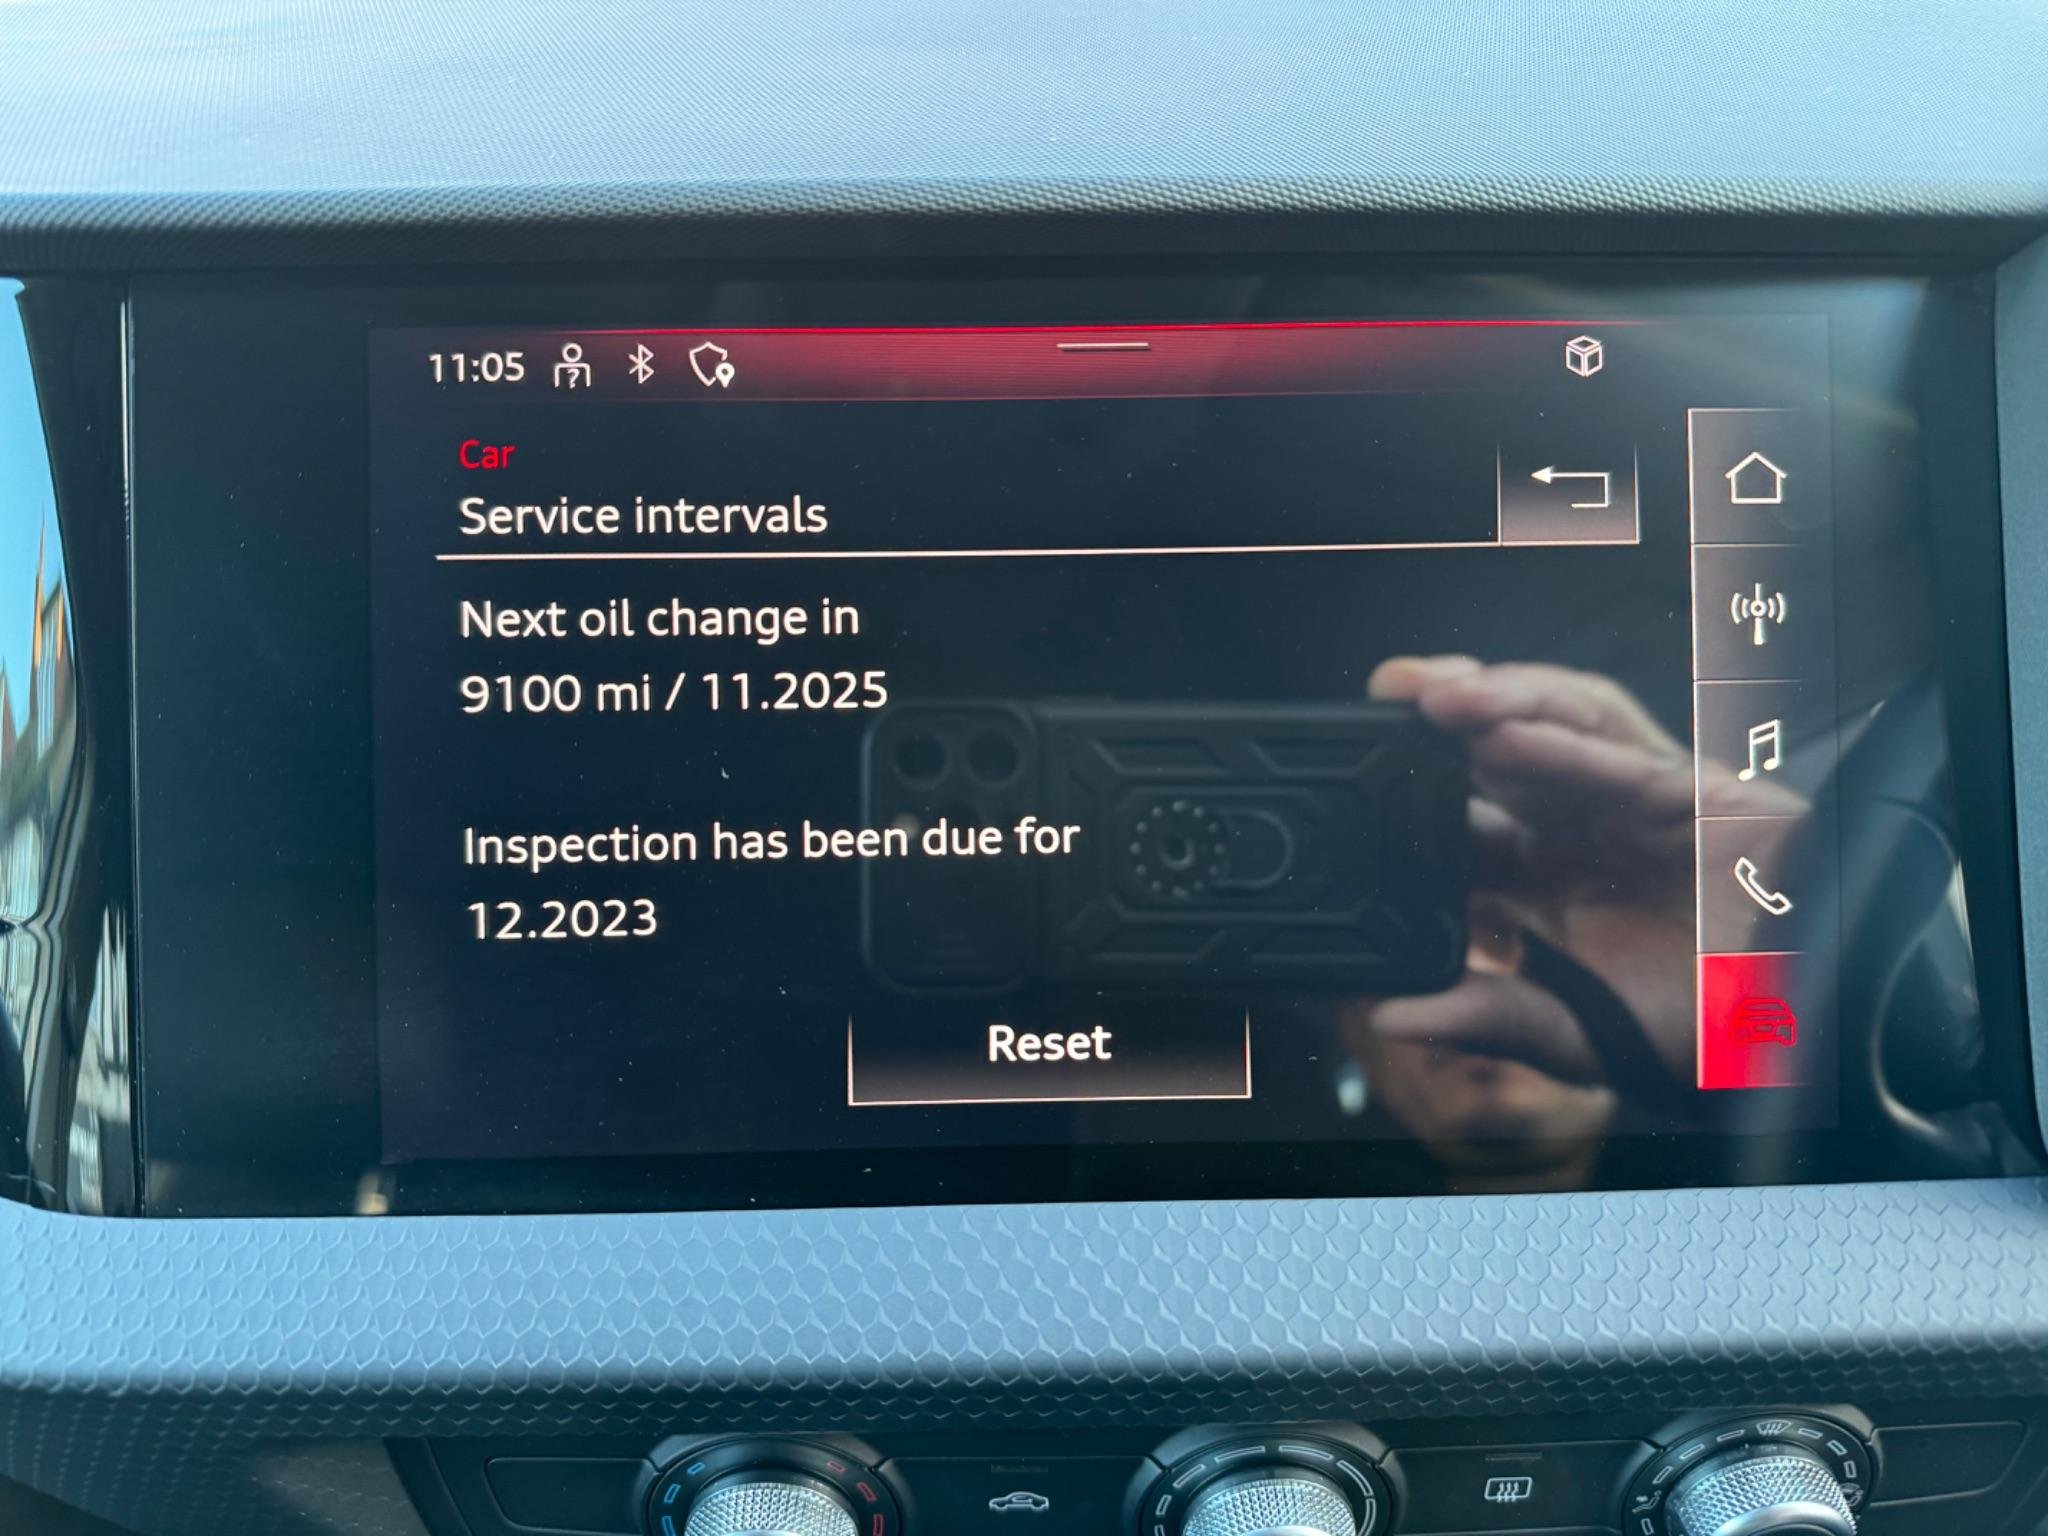 11:05
Car
Service intervals
Next oil change in
9100 mi / 11.2025
Inspection has been due for
12.2023
Reset